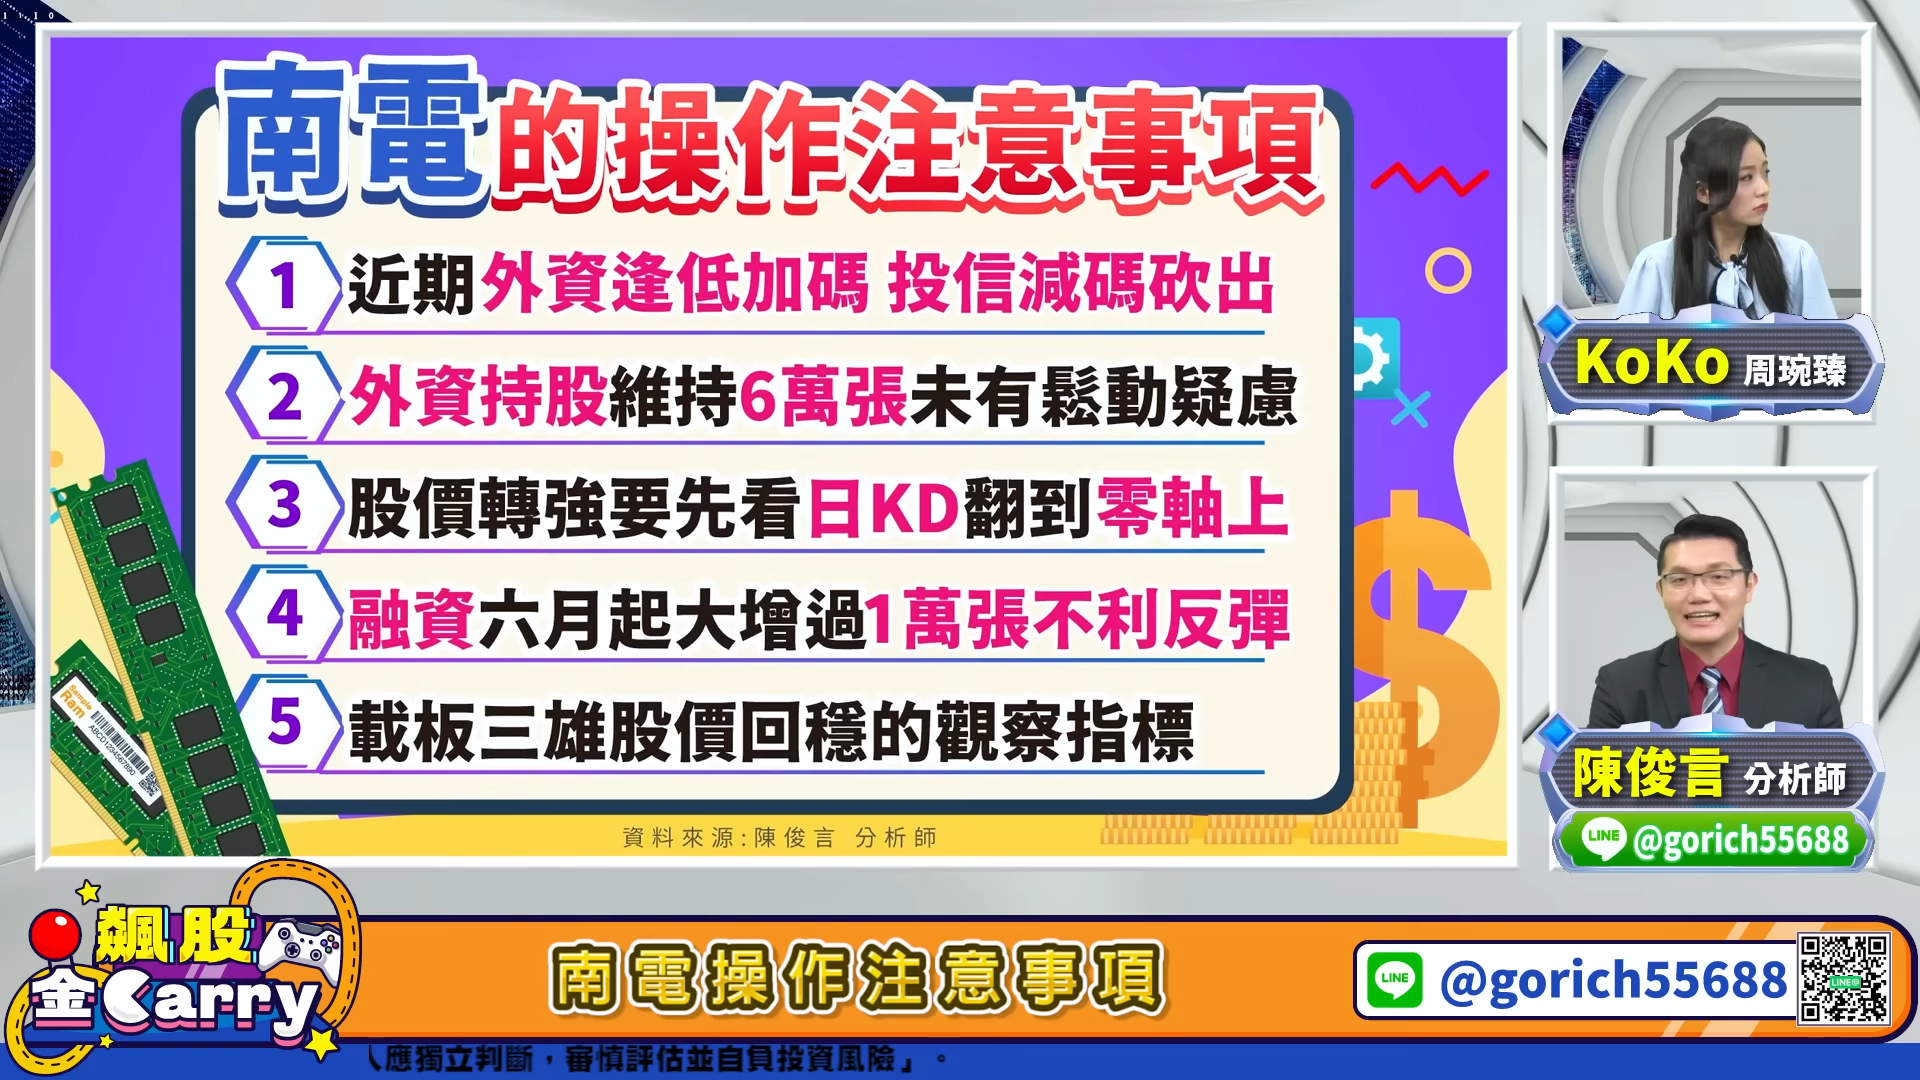 南電的操作注意事項
1 近期外資逢低加碼 投信減碼砍出
2 外資持股維持6萬張未有鬆動疑慮
3 股價轉強要先看日KD翻到零軸上
4 融資六月起大增過1萬張不利反彈
5 載板三雄股價回穩的觀察指標
資料來源:陳俊言 分析師
Sample
Ram
ABCD1234567890
KoKo 周琬臻
陳俊言 分析師
LINE @gorich55688
飆股
金Carry
南電操作注意事項
LINE @gorich55688
LINE@
應獨立判斷，審慎評估並自負投資風險」。